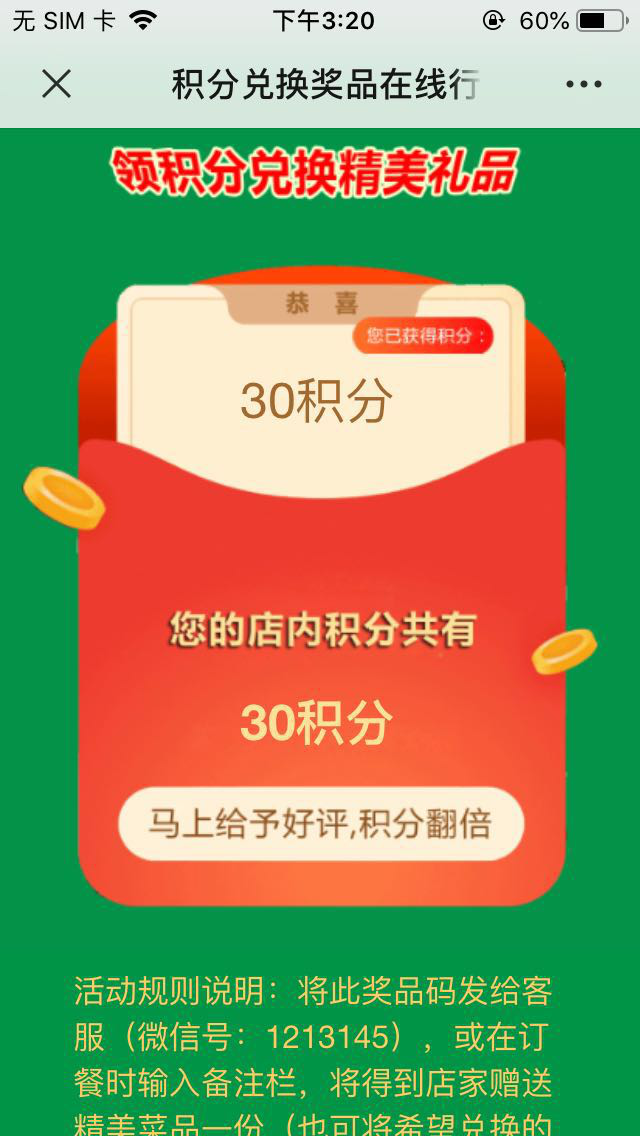 无 SIM 卡 下午3:20 60%
积分兑换奖品在线行
领积分兑换精美礼品
恭 喜
您已获得积分：
30积分
您的店内积分共有
30积分
马上给予好评,积分翻倍
活动规则说明：将此奖品码发给客
服（微信号：1213145），或在订
餐时输入备注栏，将得到店家赠送
精美菜品一份（也可将希望兑换的